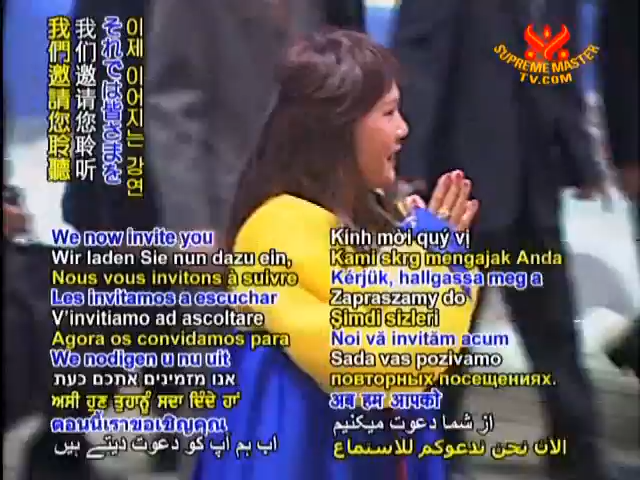 我們邀請您聆聽
我们邀请您聆听
それでは皆さまを
이제 이어지는 강연
SUPREME MASTER
TV.COM
We now invite you
Wir laden Sie nun dazu ein,
Nous vous invitons à suivre
Les invitamos a escuchar
V'invitiamo ad ascoltare
Agora os convidamos para
We nodigen u nu uit
אנו מזמינים אתכם כעת
ਅਸੀ ਹੁਣ ਤੁਹਾਨੂੰ ਸਦਾ ਦਿੰਦੇ ਹਾਂ
ตอนนี้เราขอเชิญคุณ
اب ہم آپ کو دعوت دیتے ہیں
Kính mời quý vị
Kami skrg mengajak Anda
Kérjük, hallgassa meg a
Zapraszamy do
Şimdi sizleri
Noi vă invităm acum
Sada vas pozivamo
повторных посещениях.
अब हम आपको
از شما دعوت میکنیم
الآن نحن ندعوكم للاستماع